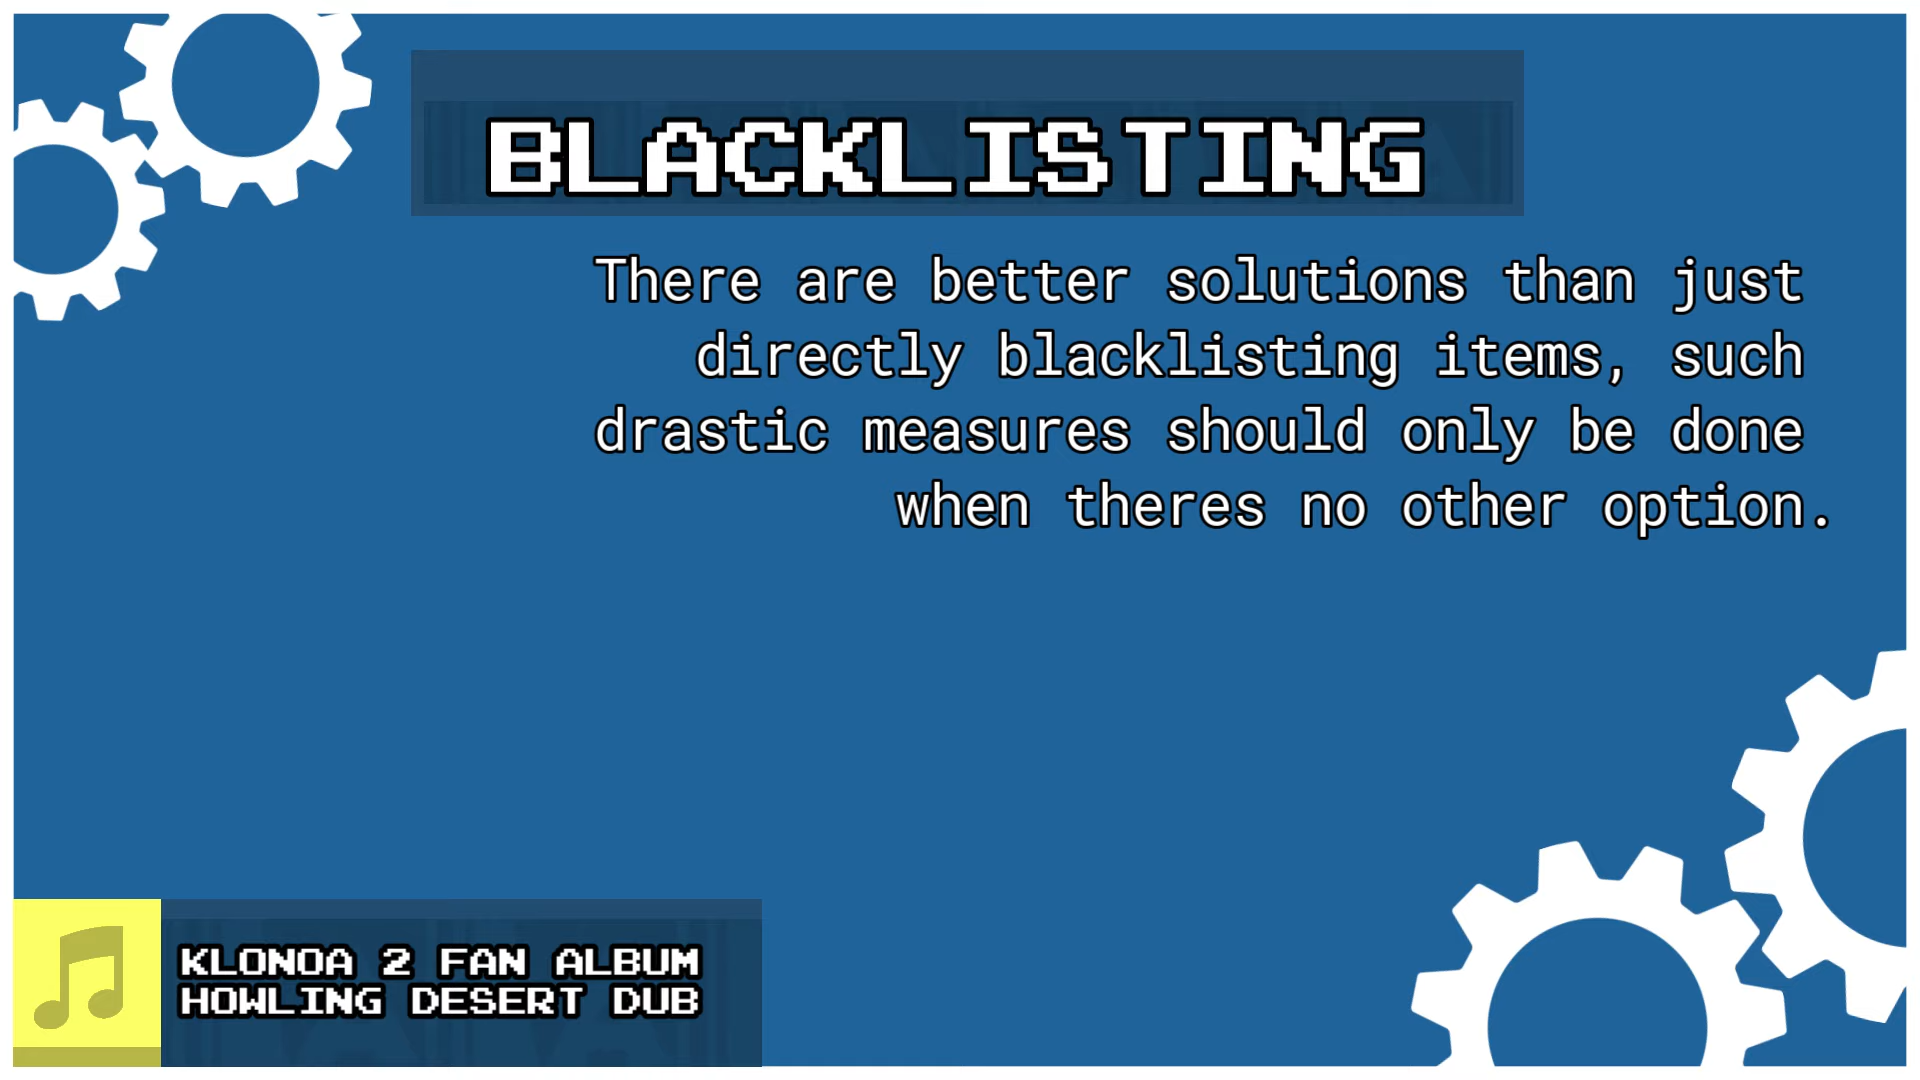 BLACKLISTING
There are better solutions than just
directly blacklisting items, such
drastic measures should only be done
when theres no other option.
KLONOA 2 FAN ALBUM
HOWLING DESERT DUB